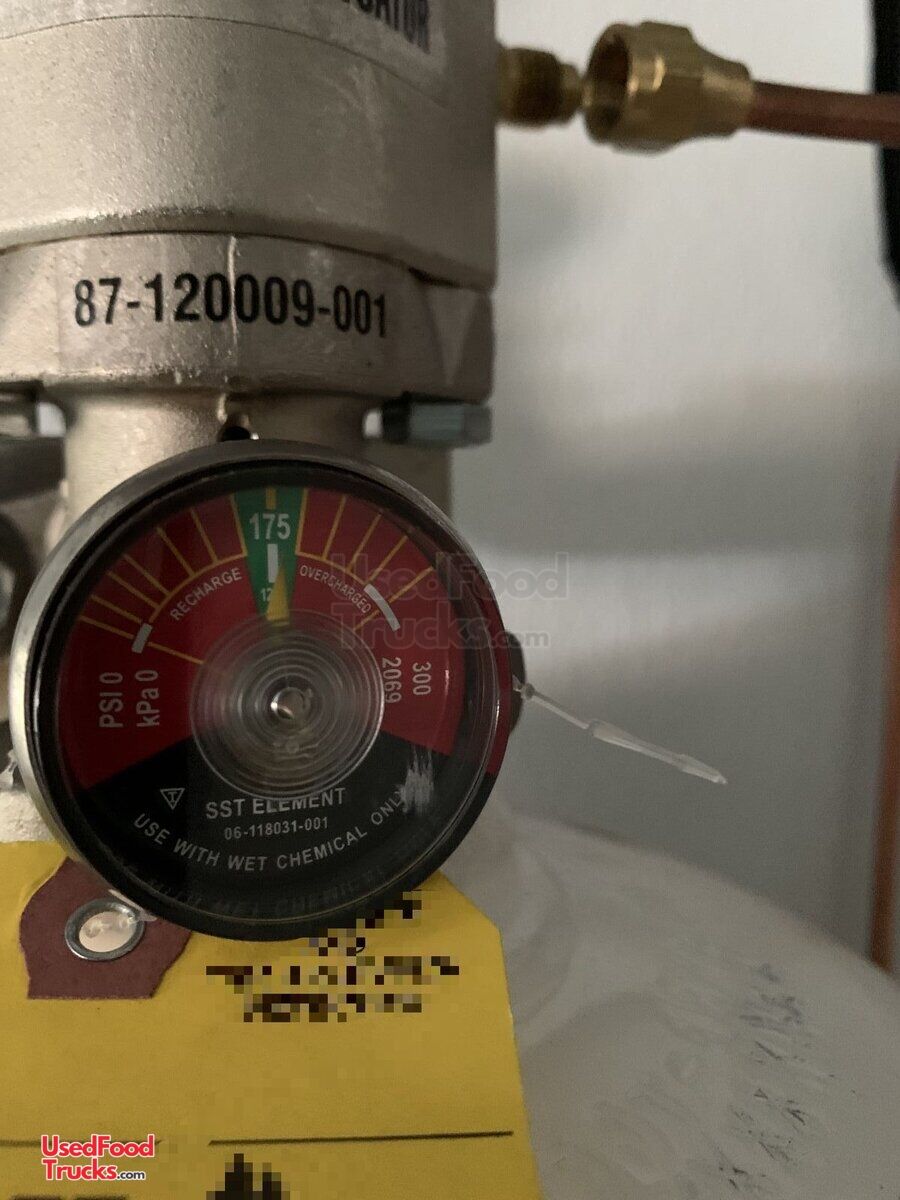 87-120009-001
175
RECHARGE
OVERCHARGED
PSI 0
kPa 0
300
2069
SST ELEMENT
06-118031-001
USE WITH WET CHEMICAL ONLY
UsedFood
Trucks.com
UsedFood
Trucks.com